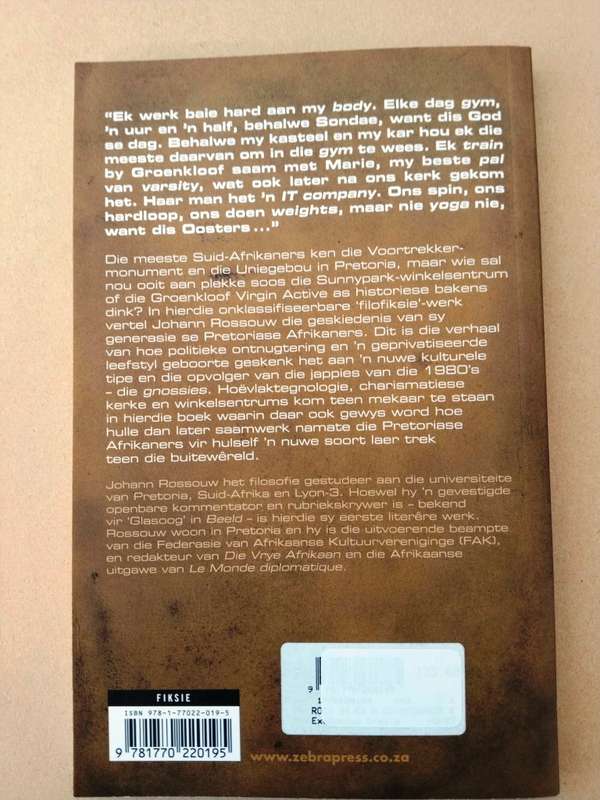 "Ek werk baie hard aan my body. Elke dag gym,
'n uur en 'n half, behalwe Sondae, want dis God
se dag. Behalwe my kasteel en my kar hou ek die
meeste daarvan om in die gym te wees. Ek train
by Groenkloof saam met Marie, my beste pal
van varsity, wat ook later na ons kerk gekom
het. Haar man het 'n IT company. Ons spin, ons
hardloop, ons doen weights, maar nie yoga nie,
want dis Oosters ..."
Die meeste Suid-Afrikaners ken die Voortrekker-
monument en die Uniegebou in Pretoria, maar wie sal
nou ooit aan plekke soos die Sunnypark-winkelsentrum
of die Groenkloof Virgin Active as historiese bakens
dink? In hierdie onklassifiseerbare 'filofiksie'-werk
vertel Johann Rossouw die geskiedenis van sy
generasie se Pretoriase Afrikaners. Dit is die verhaal
van hoe politieke ontnugtering en 'n geprivatiseerde
leefstyl geboorte geskenk het aan 'n nuwe kulturele
tipe en die opvolger van die jappies van die 1980's
– die gnossies. Hoëvlaktegnologie, charismatiese
kerke en winkelsentrums kom teen mekaar te staan
in hierdie boek waarin daar ook gewys word hoe
hulle dan later saamwerk namate die Pretoriase
Afrikaners vir hulself 'n nuwe soort laer trek
teen die buitewêreld.
Johann Rossouw het filosofie gestudeer aan die universiteite
van Pretoria, Suid-Afrika en Lyon-3. Hoewel hy 'n gevestigde
openbare kommentator en rubriekskrywer is – bekend
vir 'Glasoog' in Beeld – is hierdie sy eerste literêre werk.
Rossouw woon in Pretoria en hy is die uitvoerende beampte
van die Federasie van Afrikaanse Kultuurvereniginge (FAK),
en redakteur van Die Vrye Afrikaan en die Afrikaanse
uitgawe van Le Monde diplomatique.
FIKSIE
ISBN 978-1-77022-019-5
9 781770 220195
9
1
RO
Ex
www.zebrapress.co.za